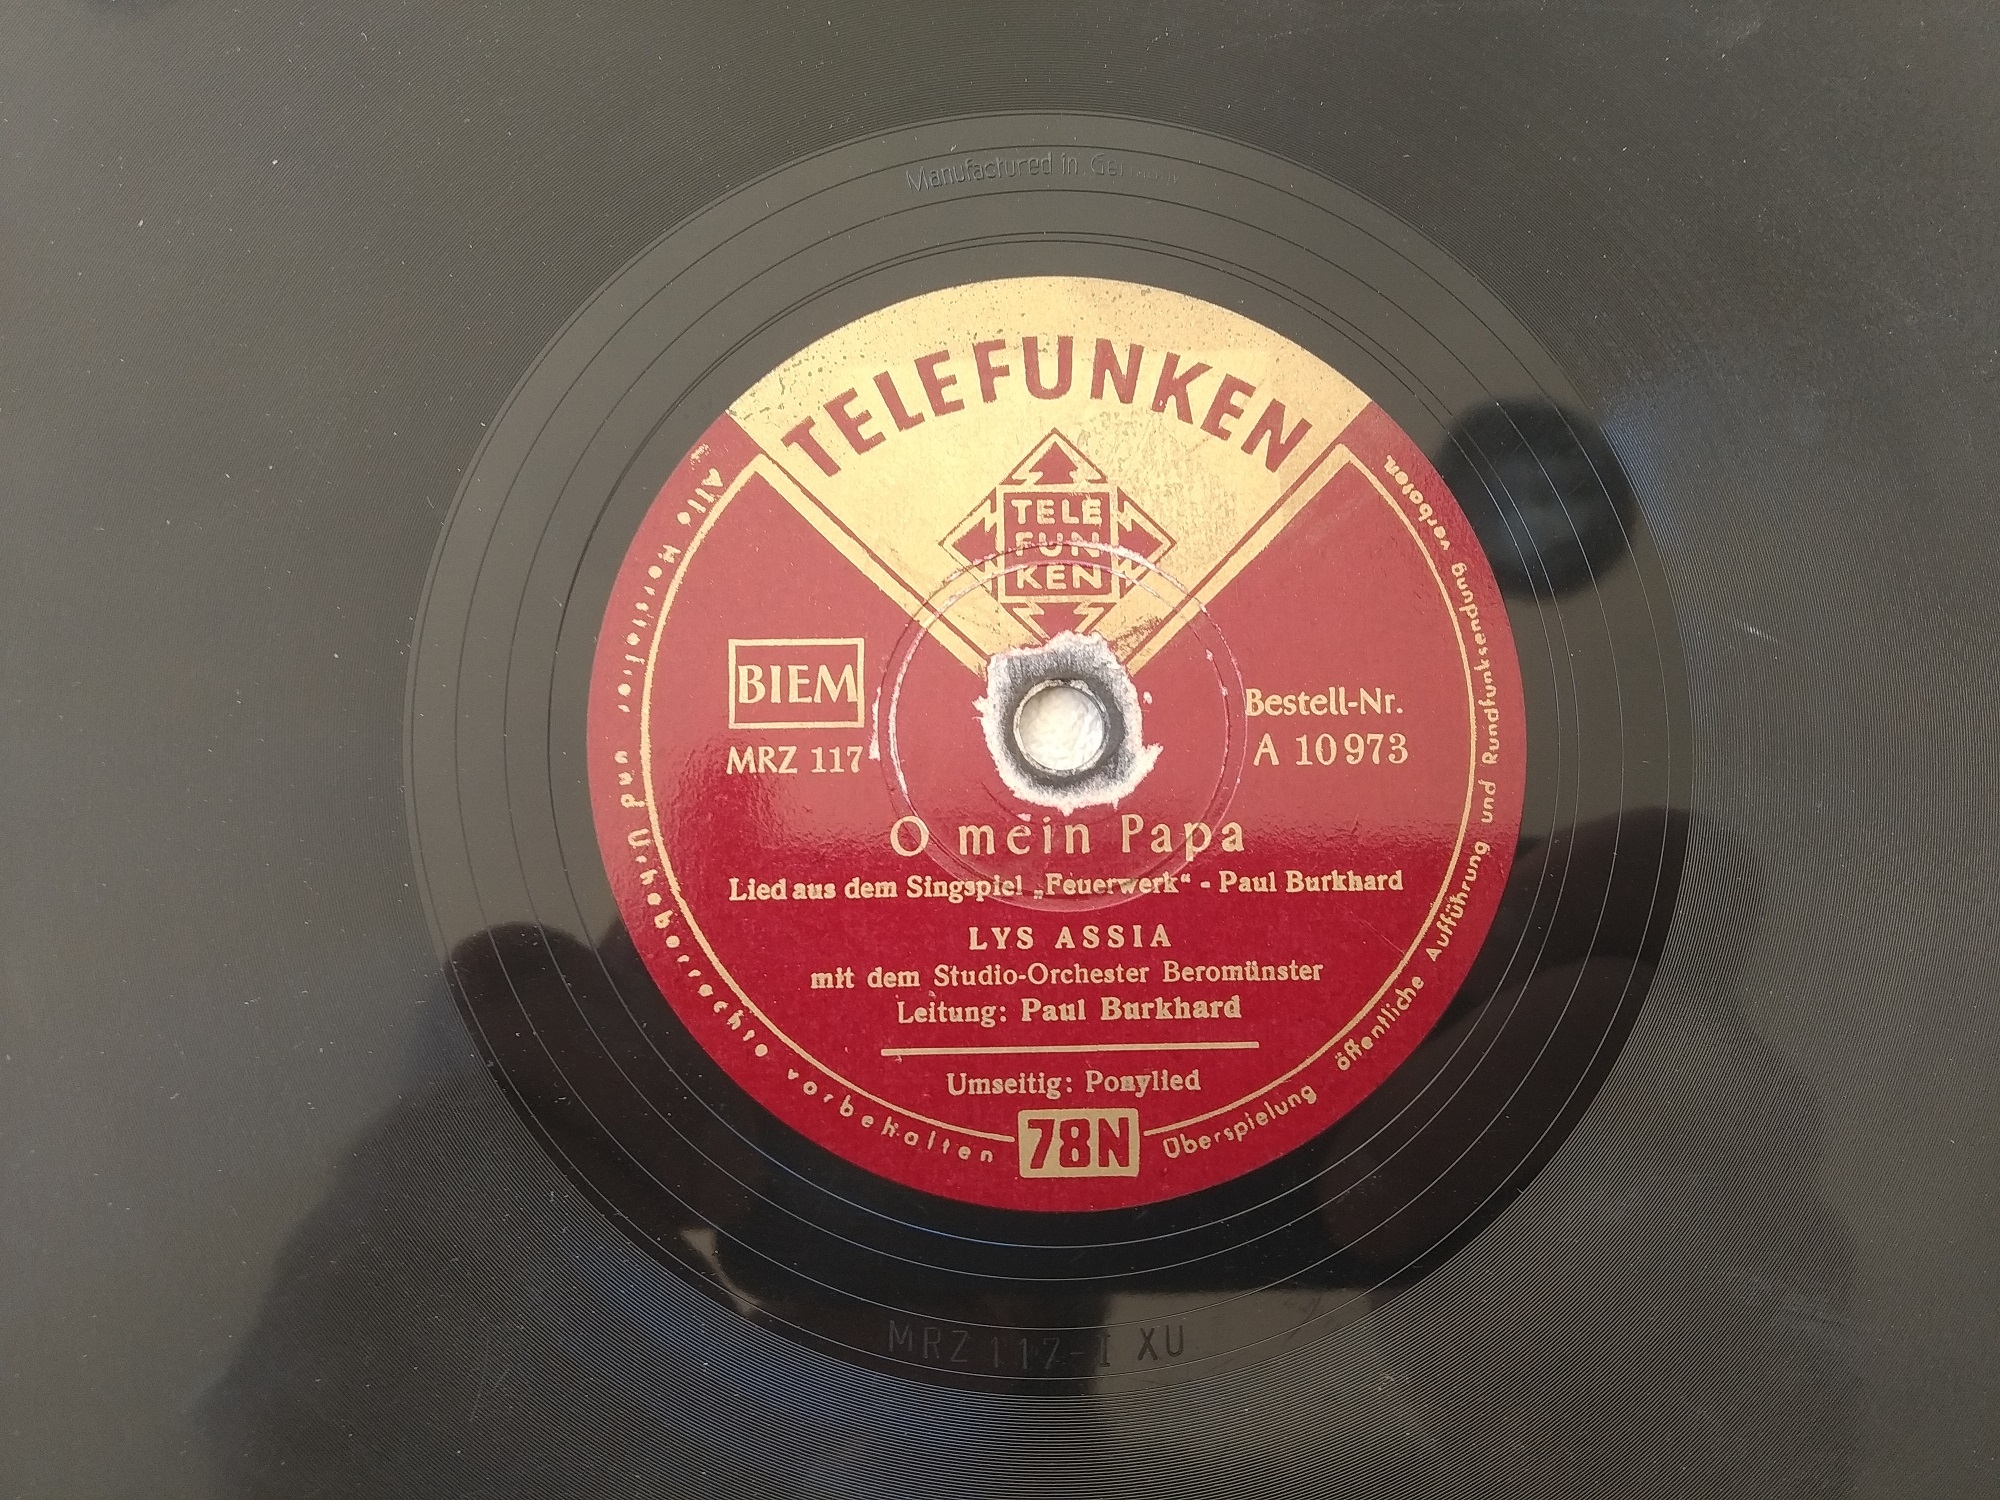 Manufactured in Germany
TELEFUNKEN
TELE
FUN
KEN
BIEM
MRZ 117
Bestell-Nr.
A 10973
O mein Papa
Lied aus dem Singspiel „Feuerwerk“ - Paul Burkhard
LYS ASSIA
mit dem Studio-Orchester Beromünster
Leitung: Paul Burkhard
Umseitig: Ponylied
78N
Alle Hersteller und Urheberrechte vorbehalten
Überspielung öffentliche Aufführung und Rundfunksendung verboten
MRZ 117-I XU